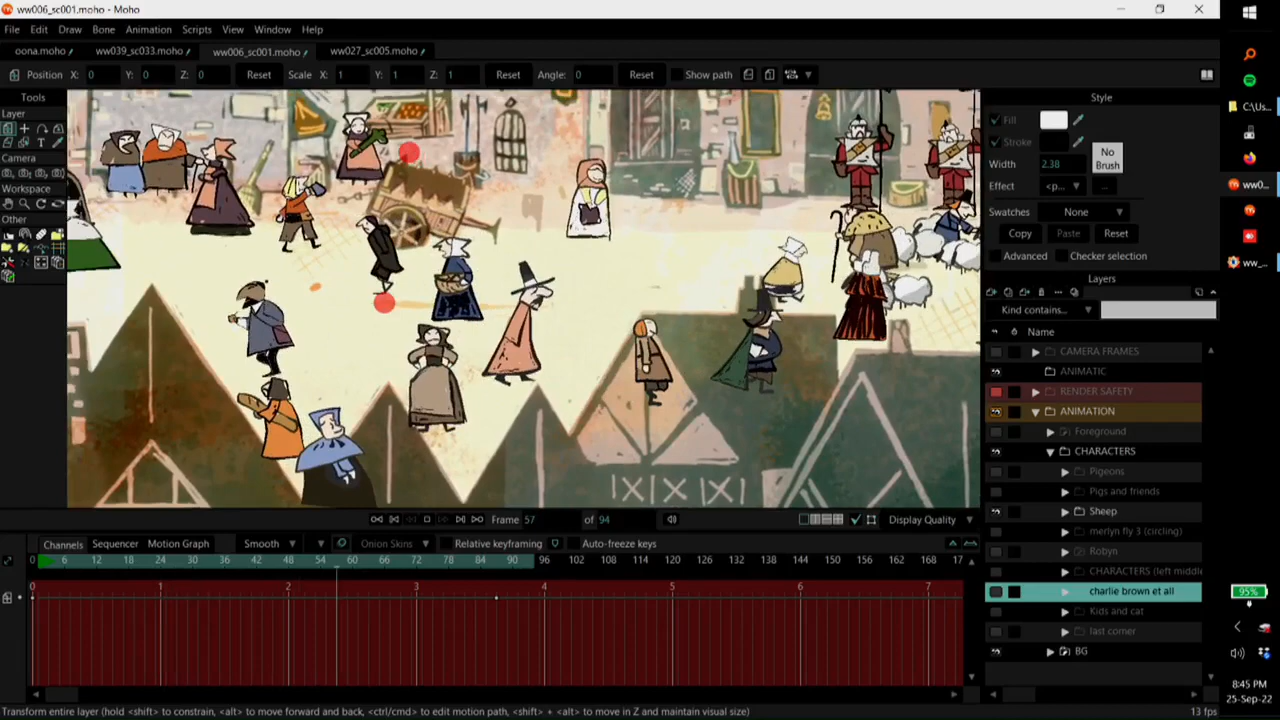 ww006_sc001.moho - Moho
File Edit Draw Bone Animation Scripts View Window Help
oona.moho ww039_sc033.moho ww006_sc001.moho ww027_sc005.moho
Position X: 0 Y: 0 Z: 0 Reset Scale X: 1 Y: 1 Z: 1 Reset Angle: 0 Reset Show path
Tools
Layer
Camera
Workspace
Other
Style
Fill
Stroke
No Brush
Width 2.38
Effect <p... ...
Swatches None
Copy Paste Reset
Advanced Checker selection
Layers
Kind contains...
Name
CAMERA FRAMES
ANIMATIC
RENDER SAFETY
ANIMATION
Foreground
CHARACTERS
Pigeons
Pigs and friends
Sheep
merlyn fly 3 (circling)
Robyn
CHARACTERS (left middle
charlie brown et all
Kids and cat
last corner
BG
C:\Us...
ww0...
ww_...
95%
8:45 PM
25-Sep-22
Frame 57 of 94 Display Quality
Channels Sequencer Motion Graph Smooth Onion Skins Relative keyframing Auto-freeze keys
0 6 12 18 24 30 36 42 48 54 60 66 72 78 84 90 96 102 108 114 120 126 132 138 144 150 156 162 168 17
0 1 2 3 4 5 6 7
Transform entire layer (hold <shift> to constrain, <alt> to move forward and back, <ctrl/cmd> to edit motion path, <shift> + <alt> to move in Z and maintain visual size)
13 fps